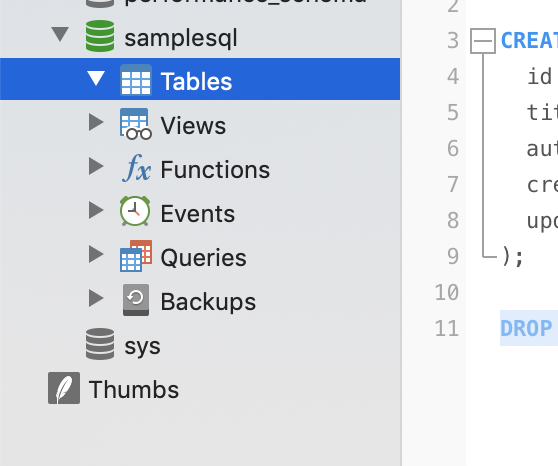 performance_schema
samplesql
Tables
Views
Functions
Events
Queries
Backups
sys
Thumbs
2
3 CREAT
4 id
5 tit
6 aut
7 cre
8 upd
9 );
10
11 DROP